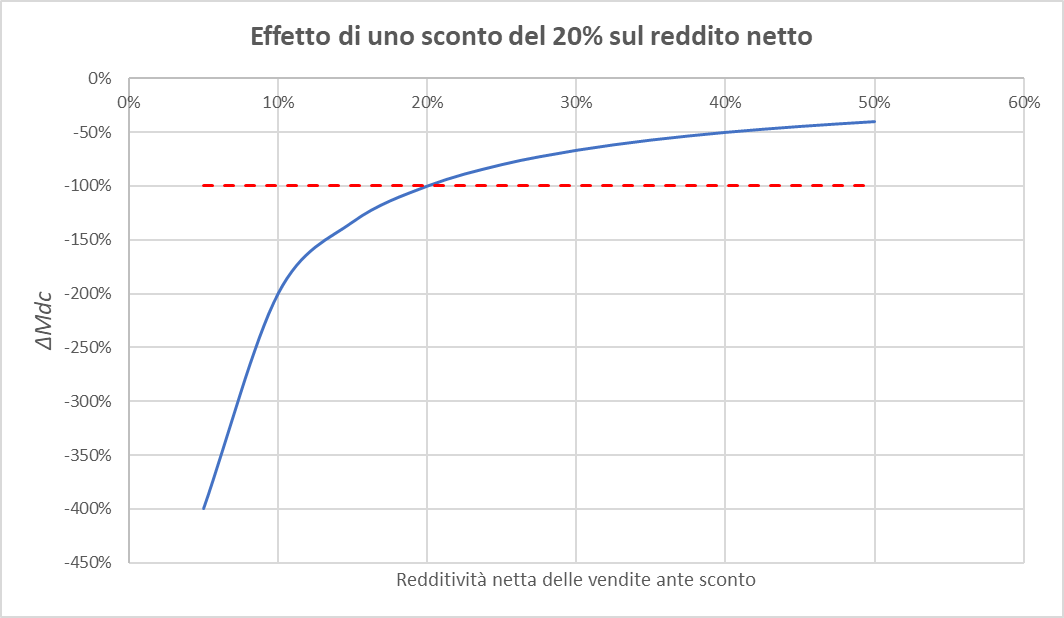 Effetto di uno sconto del 20% sul reddito netto
0%
0% 10% 20% 30% 40% 50% 60%
-50%
-100%
-150%
-200%
-250%
-300%
-350%
-400%
-450%
ΔMdc
Redditività netta delle vendite ante sconto